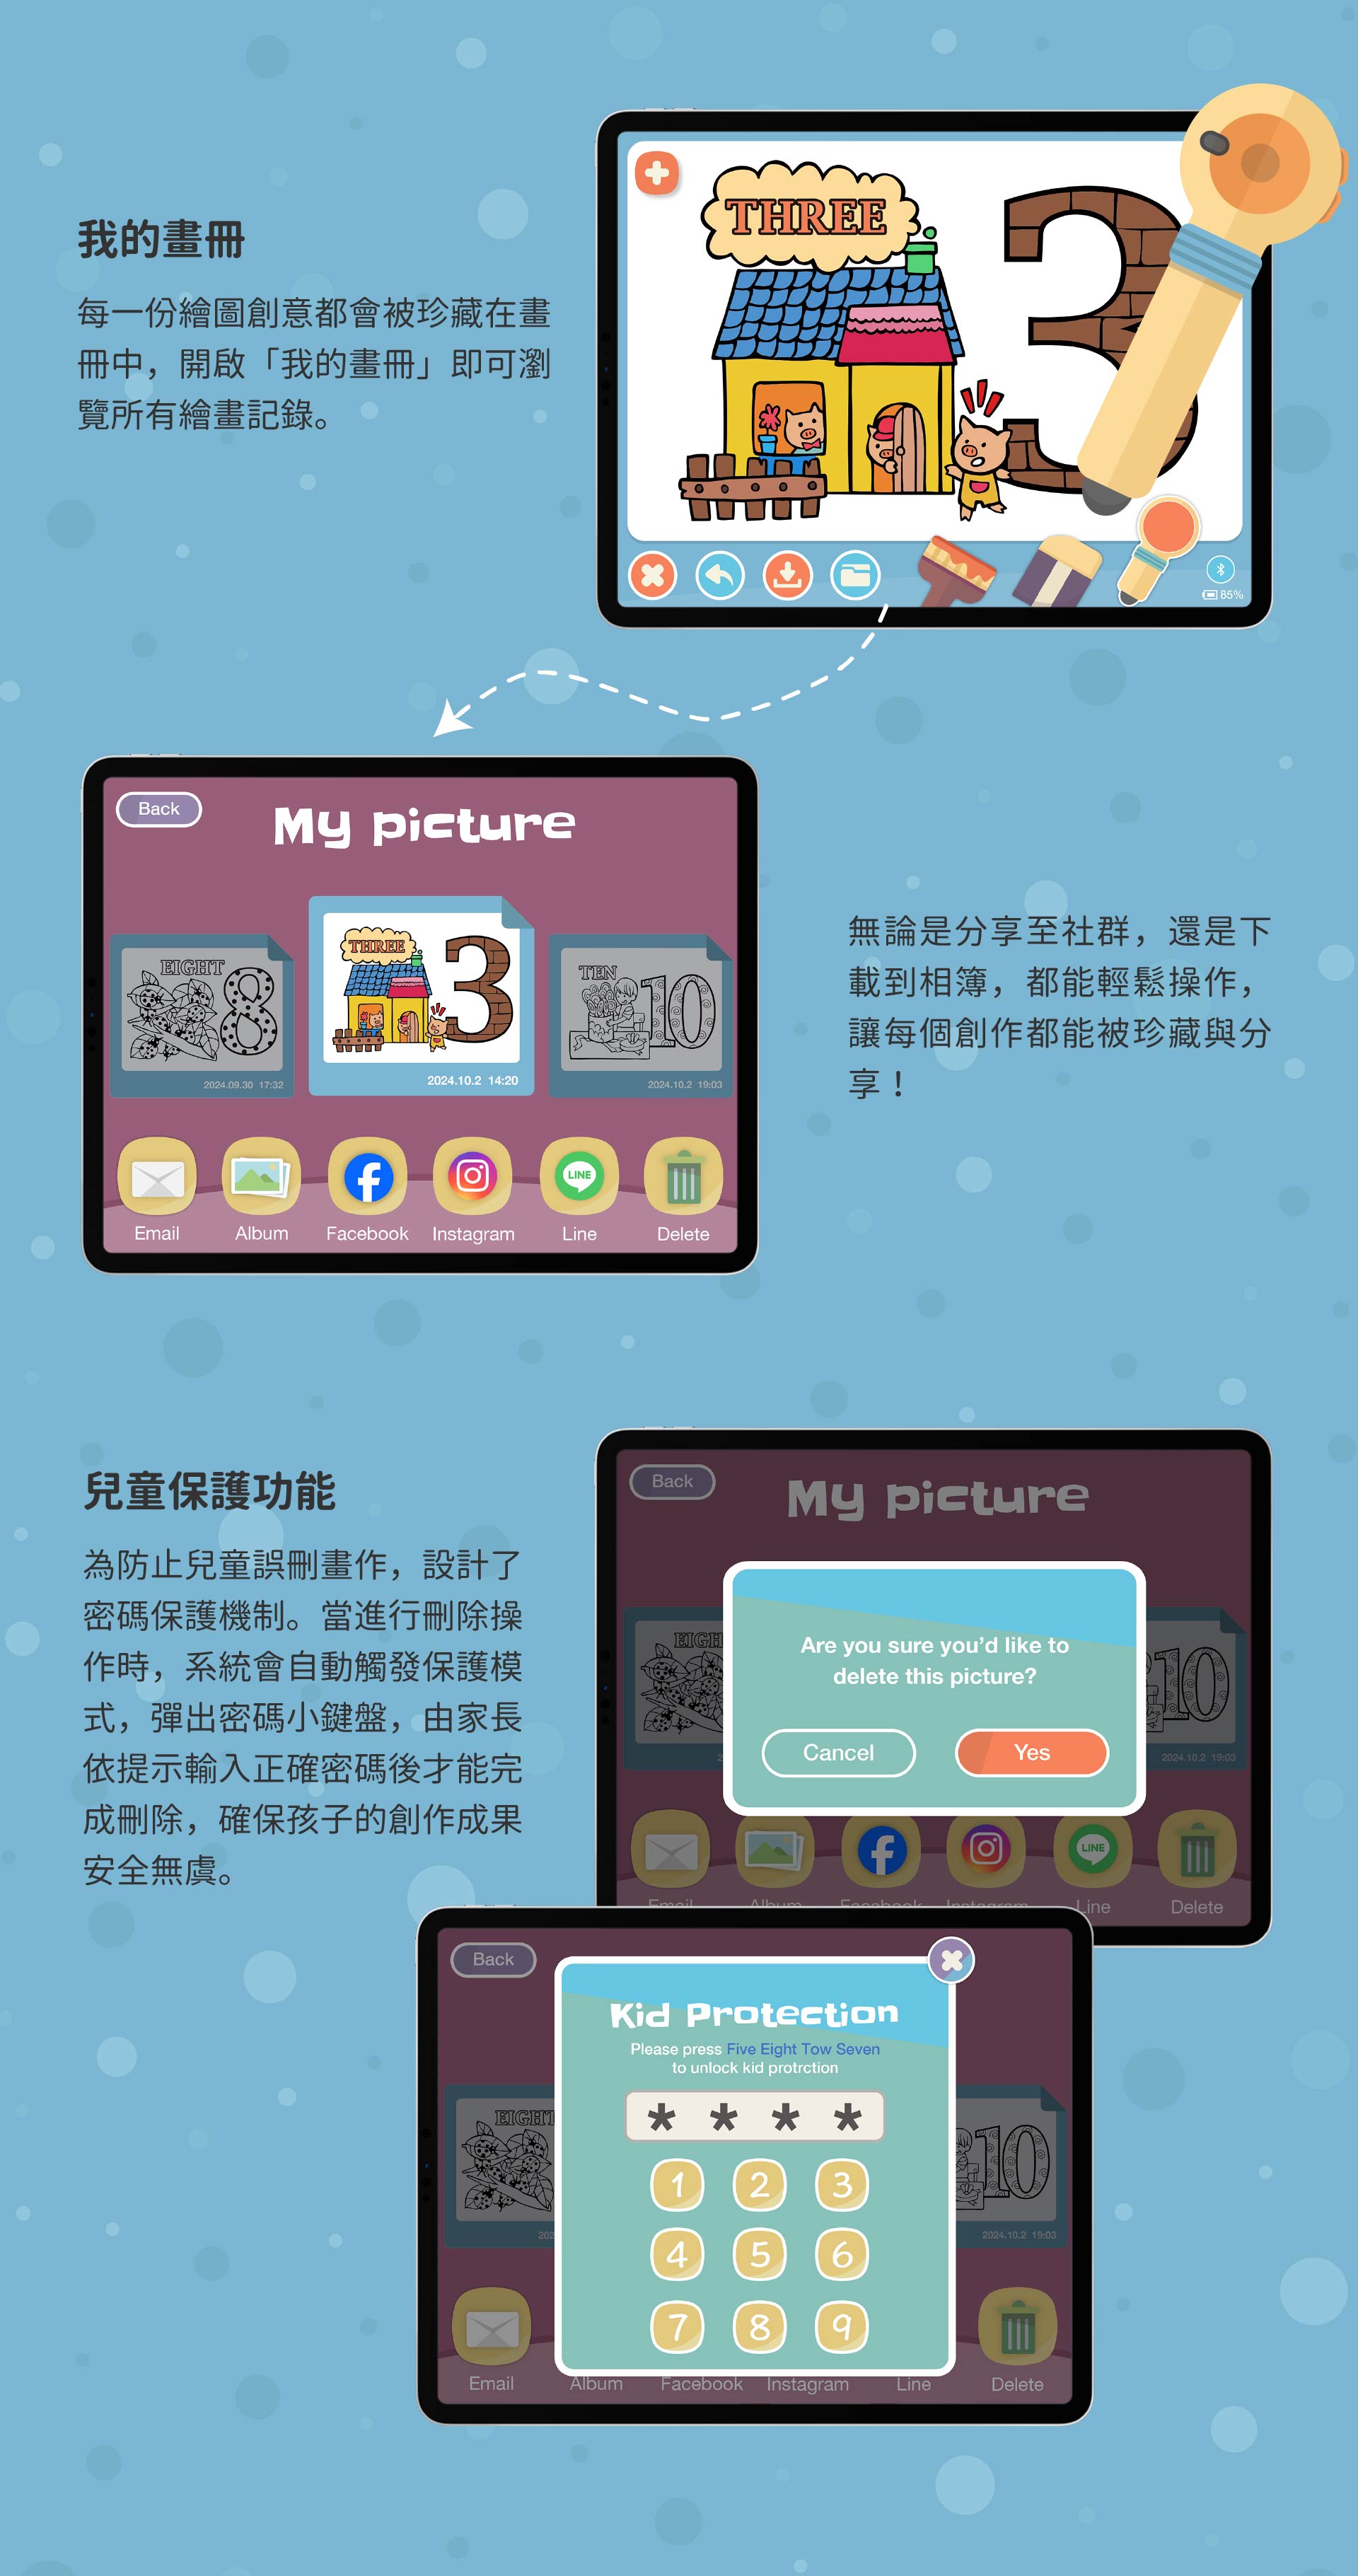 我的畫冊
每一份繪圖創意都會被珍藏在畫
冊中，開啟「我的畫冊」即可瀏
覽所有繪畫記錄。
THREE
3
85%
Back
My picture
EIGHT
8
2024.09.30 17:32
THREE
3
2024.10.2 14:20
TEN
10
2024.10.2 19:03
Email
Album
Facebook
Instagram
LINE
Line
Delete
無論是分享至社群，還是下
載到相簿，都能輕鬆操作，
讓每個創作都能被珍藏與分
享！
兒童保護功能
為防止兒童誤刪畫作，設計了
密碼保護機制。當進行刪除操
作時，系統會自動觸發保護模
式，彈出密碼小鍵盤，由家長
依提示輸入正確密碼後才能完
成刪除，確保孩子的創作成果
安全無虞。
Back
My picture
EIGHT
Are you sure you'd like to
delete this picture?
Cancel
Yes
10
2024.10.2 19:03
LINE
Email
Album
Facebook
Instagram
Line
Delete
Back
Kid Protection
Please press Five Eight Tow Seven
to unlock kid protrction
* * * *
1 2 3
4 5 6
7 8 9
EIGHT
202
10
2024.10.2 19:03
Email
Album
Facebook
Instagram
Line
Delete